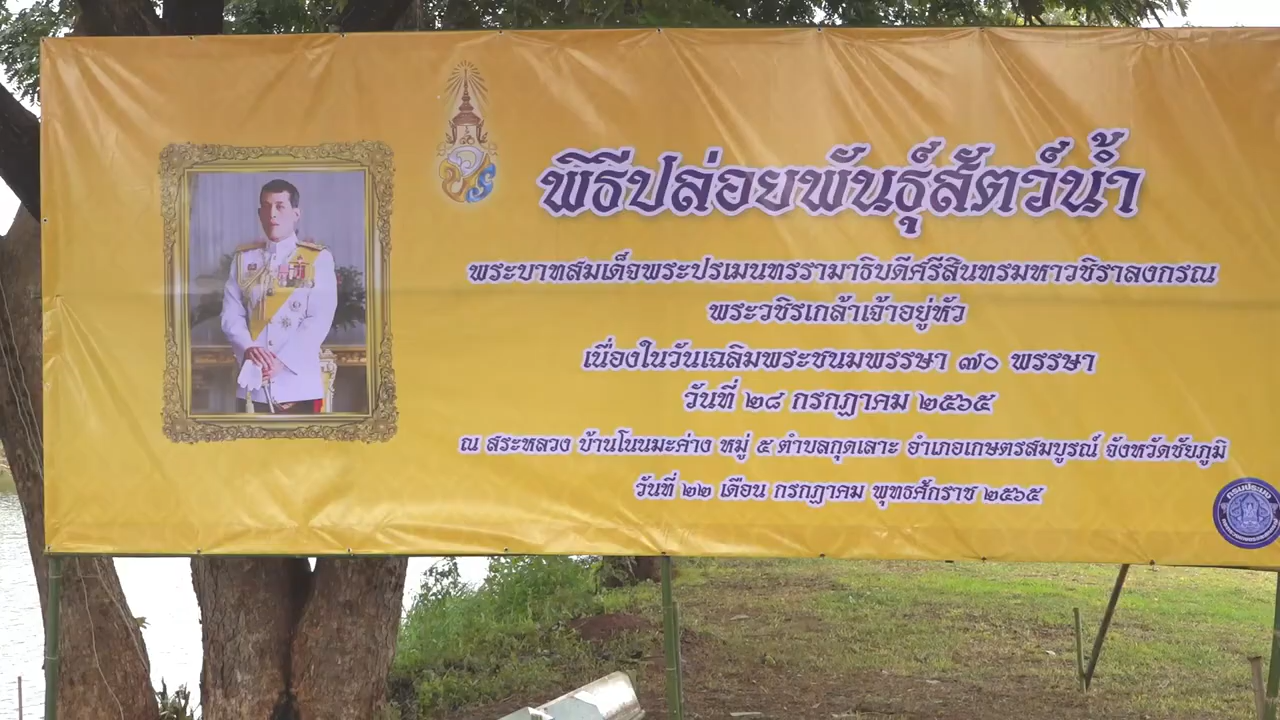 พิธีปล่อยพันธุ์สัตว์น้ำ
พระบาทสมเด็จพระปรเมนทรรามาธิบดีศรีสินทรมหาวชิราลงกรณ
พระวชิรเกล้าเจ้าอยู่หัว
เนื่องในวันเฉลิมพระชนมพรรษา ๗๐ พรรษา
วันที่ ๒๘ กรกฎาคม ๒๕๖๕
ณ สระหลวง บ้านโนนมะค่าง หมู่ ๕ ตำบลกุดเลาะ อำเภอเกษตรสมบูรณ์ จังหวัดชัยภูมิ
วันที่ ๒๒ เดือน กรกฎาคม พุทธศักราช ๒๕๖๕
กรมประมง